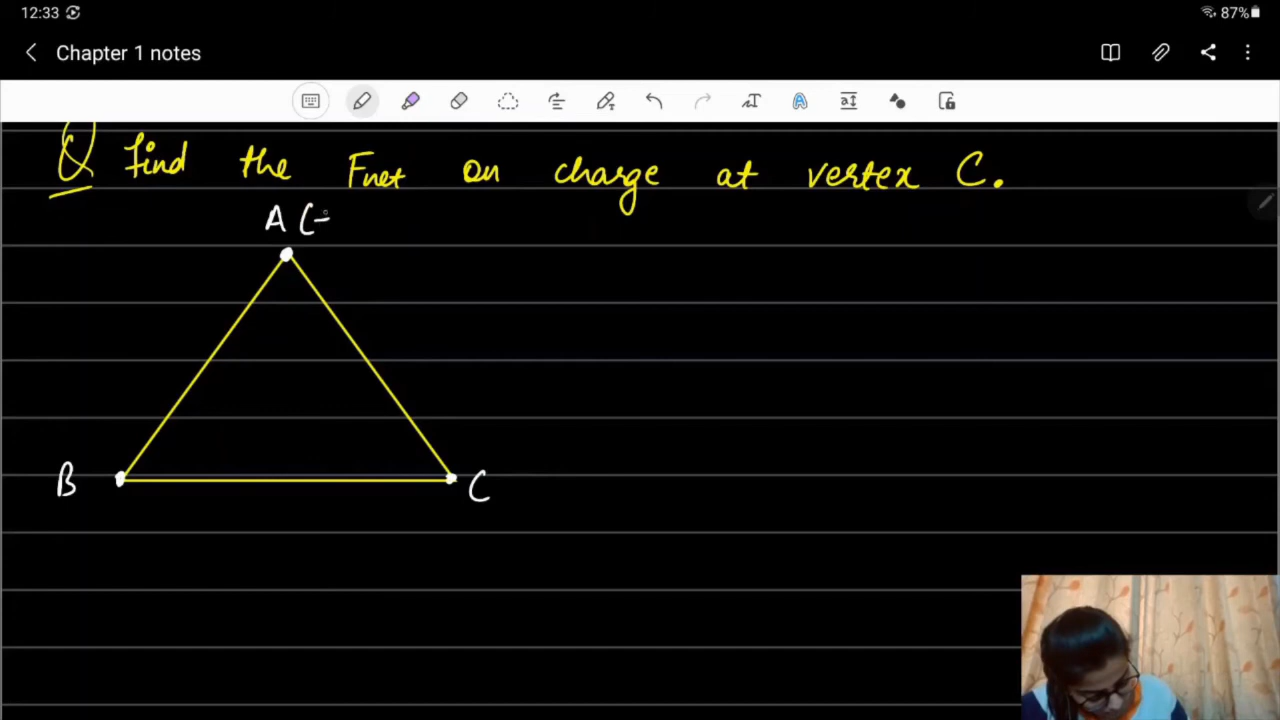 12:33
87%
Chapter 1 notes
Q find the Fnet on charge at vertex C.
A (-
B
C